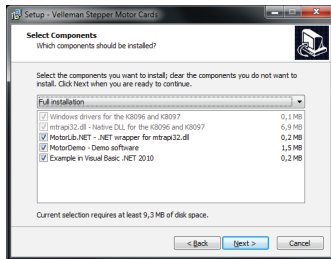 Setup - Velleman Stepper Motor Cards
Select Components
Which components should be installed?
Select the components you want to install; clear the components you do not want to
install. Click Next when you are ready to continue.
Full installation
Windows drivers for the K8096 and K8097 0,1 MB
mtrapi32.dll - Native DLL for the K8096 and K8097 6,9 MB
MotorLib.NET - .NET wrapper for mtrapi32.dll 0,2 MB
MotorDemo - Demo software 1,5 MB
Example in Visual Basic .NET 2010 0,2 MB
Current selection requires at least 9,3 MB of disk space.
< Back Next > Cancel